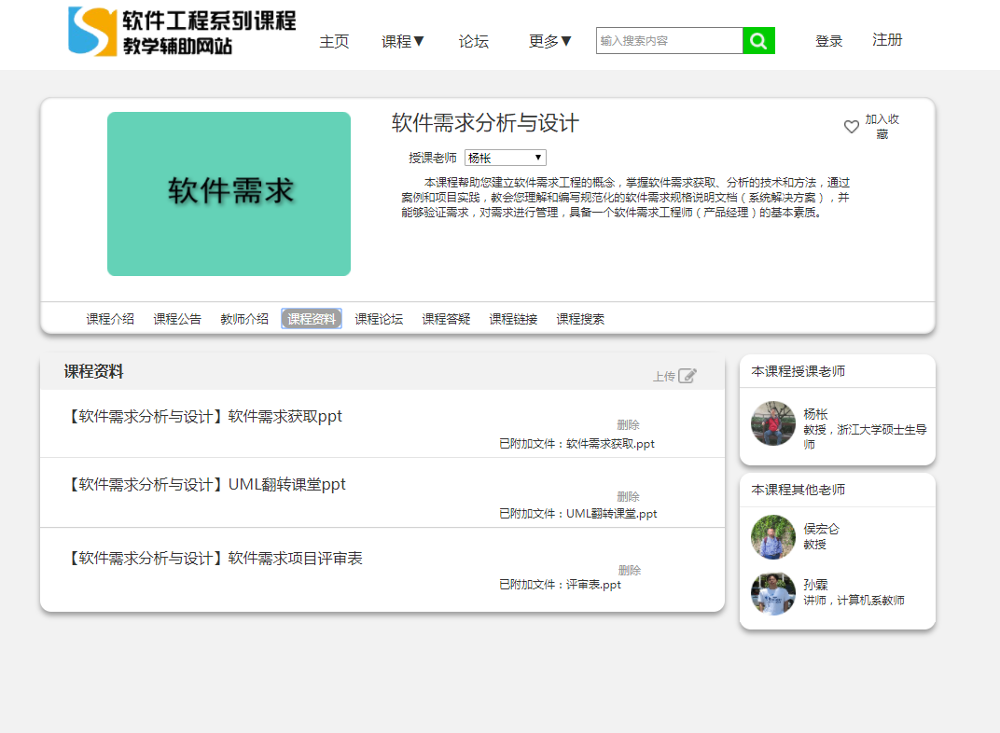 软件工程系列课程
教学辅助网站
主页 课程▼ 论坛 更多▼ 输入搜索内容 登录 注册
软件需求
软件需求分析与设计
加入收
藏
授课老师 杨枨 ▼
本课程帮助您建立软件需求工程的概念，掌握软件需求获取、分析的技术和方法，通过
案例和项目实践，教会您理解和编写规范化的软件需求规格说明文档（系统解决方案），并
能够验证需求，对需求进行管理，具备一个软件需求工程师（产品经理）的基本素质。
课程介绍 课程公告 教师介绍 课程资料 课程论坛 课程答疑 课程链接 课程搜索
课程资料
上传
【软件需求分析与设计】软件需求获取ppt
删除
已附加文件：软件需求获取.ppt
【软件需求分析与设计】UML翻转课堂ppt
删除
已附加文件：UML翻转课堂.ppt
【软件需求分析与设计】软件需求项目评审表
删除
已附加文件：评审表.ppt
本课程授课老师
杨枨
教授，浙江大学硕士生导
师
本课程其他老师
侯宏仑
教授
孙霖
讲师，计算机系教师